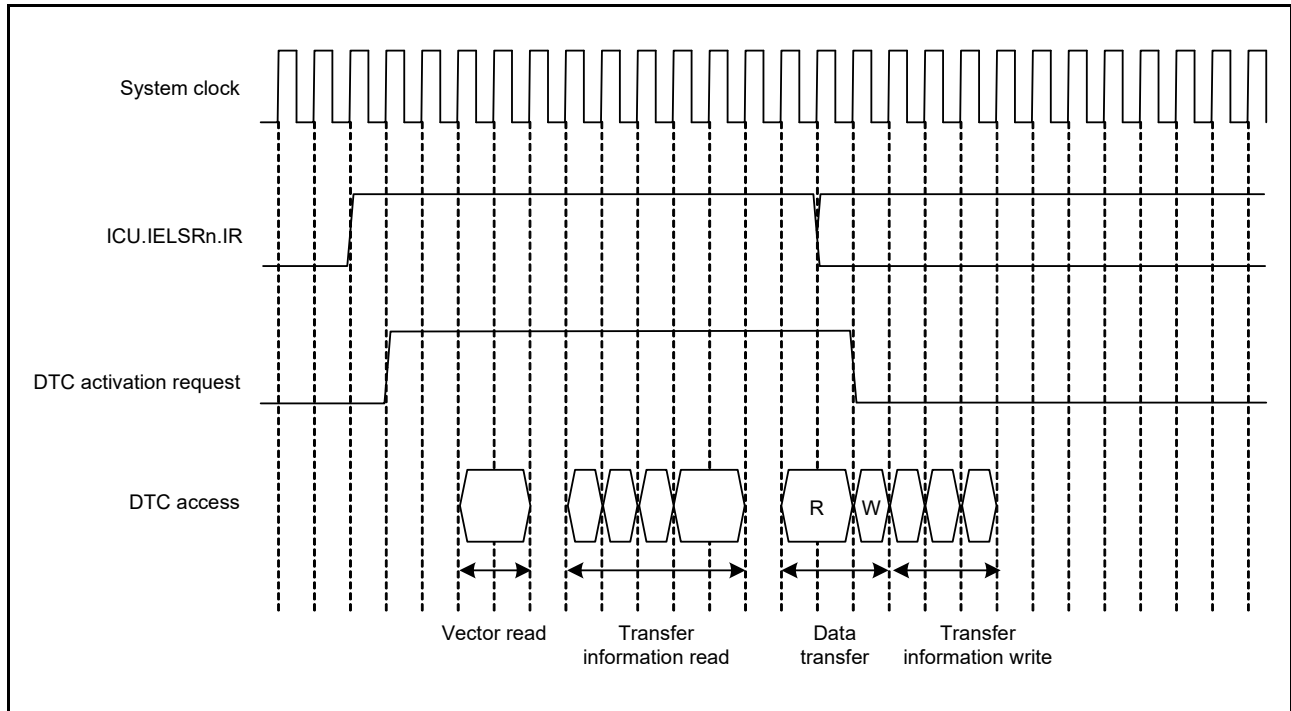 System clock
ICU.IELSRn.IR
DTC activation request
DTC access
R
W
Vector read
Transfer
information read
Data
transfer
Transfer
information write